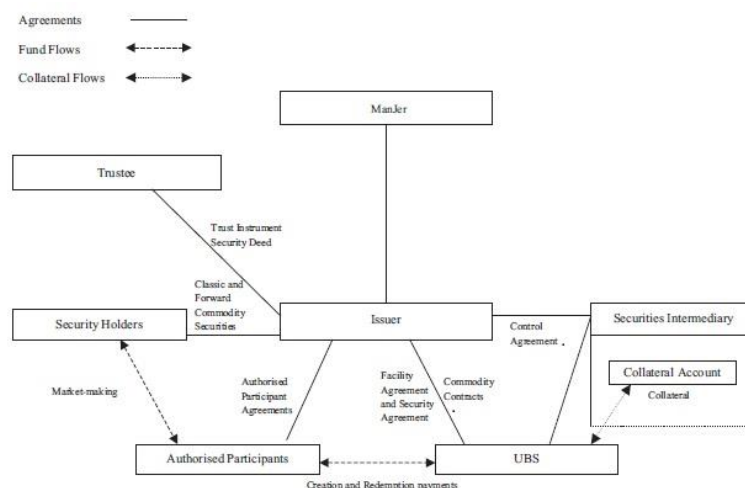 Agreements
Fund Flows
Collateral Flows
ManJer
Trustee
Trust Instrument
Security Deed
Classic and
Forward
Commodity
Securities
Security Holders
Issuer
Securities Intermediary
Control
Agreement .
Collateral Account
Collateral
Market-making
Authorised
Participant
Agreements
Facility
Agreement
and Security
Agreement
Commodity
Contracts
.
Authorised Participants
UBS
Creation and Redemption payments